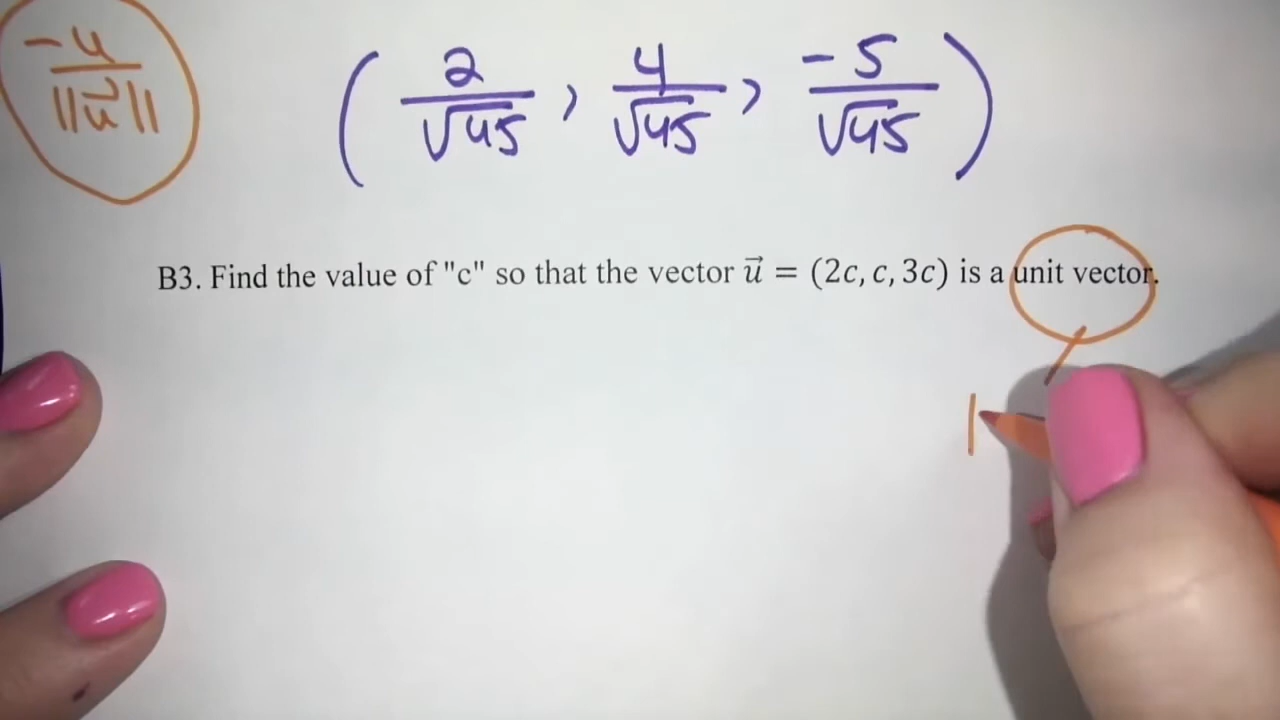 -u
||u⃗||
(2/√45, 4/√45, -5/√45)
B3. Find the value of "c" so that the vector u⃗ = (2c, c, 3c) is a unit vector.
|